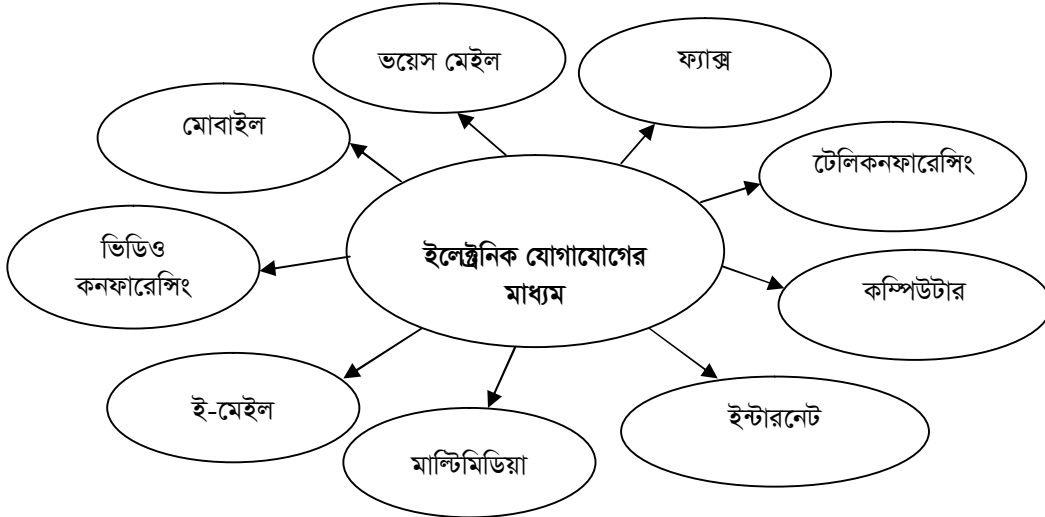 ভয়েস মেইল
ফ্যাক্স
মোবাইল
টেলিকনফারেন্সিং
ভিডিও
কনফারেন্সিং
ইলেক্ট্রনিক যোগাযোগের
মাধ্যম
কম্পিউটার
ই-মেইল
ইন্টারনেট
মাল্টিমিডিয়া